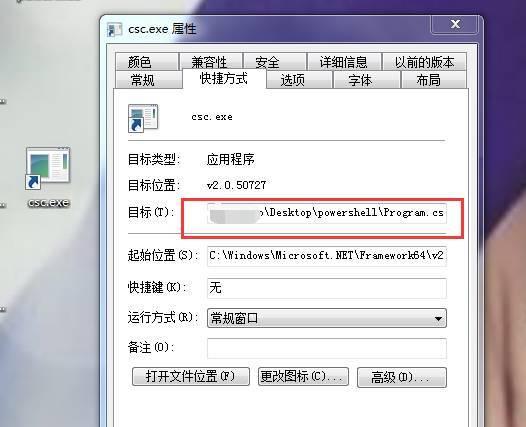 csc.exe 属性
x
颜色 兼容性 安全 详细信息 以前的版本
常规 快捷方式 选项 字体 布局
csc.exe
目标类型: 应用程序
目标位置: v2.0.50727
目标(T): \Desktop\powershell\Program.cs
csc.exe
起始位置(S): C:\Windows\Microsoft.NET\Framework64\v2
快捷键(K): 无
运行方式(R): 常规窗口
备注(O):
打开文件位置(F) 更改图标(C)... 高级(D)...